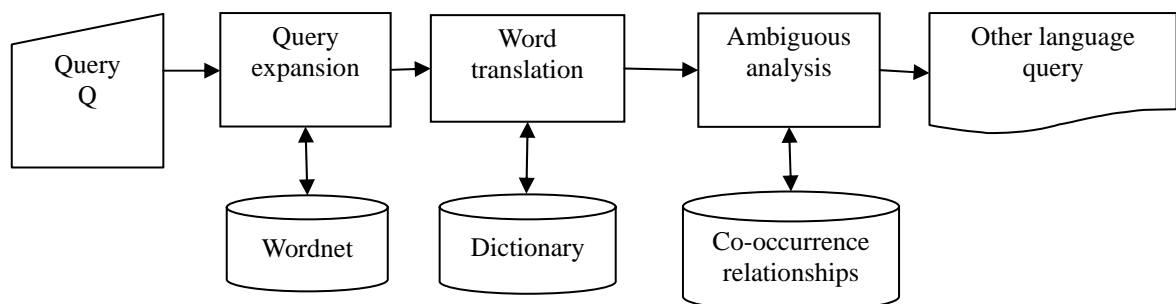 Query
Q
Query
expansion
Word
translation
Ambiguous
analysis
Other language
query
Wordnet
Dictionary
Co-occurrence
relationships